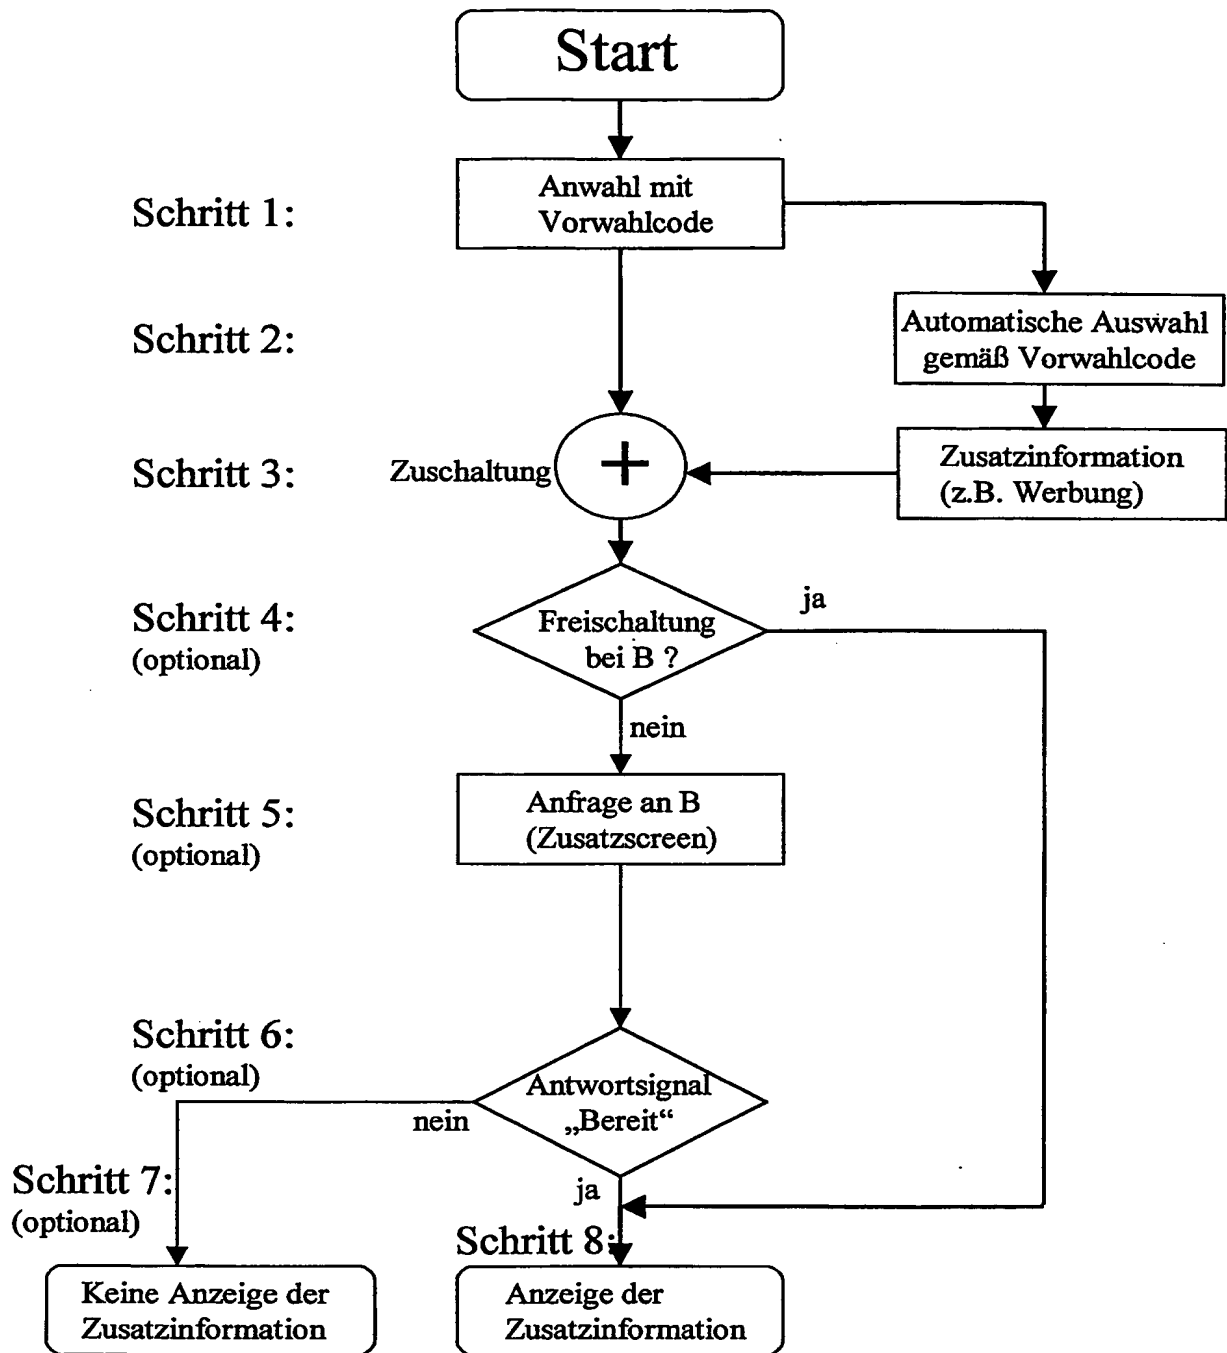 Start
Schritt 1:
Anwahl mit
Vorwahlcode
Schritt 2:
Automatische Auswahl
gemäß Vorwahlcode
Schritt 3:
Zuschaltung
+
Zusatzinformation
(z.B. Werbung)
Schritt 4:
(optional)
Freischaltung
bei B ?
ja
nein
Schritt 5:
(optional)
Anfrage an B
(Zusatzscreen)
Schritt 6:
(optional)
Antwortsignal
„Bereit“
nein
ja
Schritt 7:
(optional)
Schritt 8:
Keine Anzeige der
Zusatzinformation
Anzeige der
Zusatzinformation